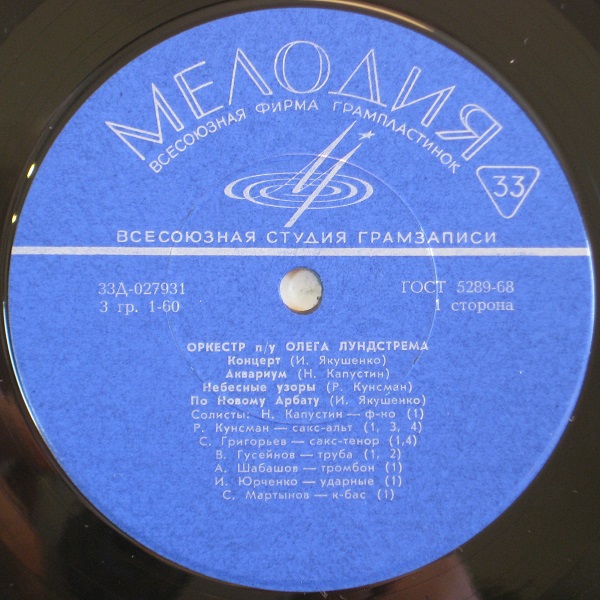 МЕЛОДИЯ
ВСЕСОЮЗНАЯ ФИРМА ГРАМПЛАСТИНОК
33
ВСЕСОЮЗНАЯ СТУДИЯ ГРАМЗАПИСИ
33Д-027931
ГОСТ 5289-68
3 гр. 1-60
1 сторона
ОРКЕСТР п/у ОЛЕГА ЛУНДСТРЕМА
Концерт (И. Якушенко)
Аквариум (Н. Капустин)
Небесные узоры (Р. Кунсман)
По Новому Арбату (И. Якушенко)
Солисты: Н. Капустин — ф-но (1)
Р. Кунсман — сакс-альт (1, 3, 4)
С. Григорьев — сакс-тенор (1,4)
В. Гусейнов — труба (1, 2)
А. Шабашов — тромбон (1)
И. Юрченко — ударные (1)
С. Мартынов — к-бас (1)